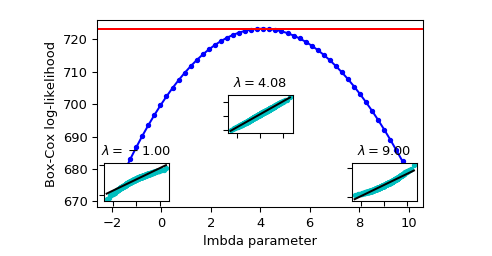 720
710
700
690
680
670
Box-Cox log-likelihood
λ = 4.08
λ = − 1.00
λ = 9.00
−2 0 2 4 6 8 10
lmbda parameter